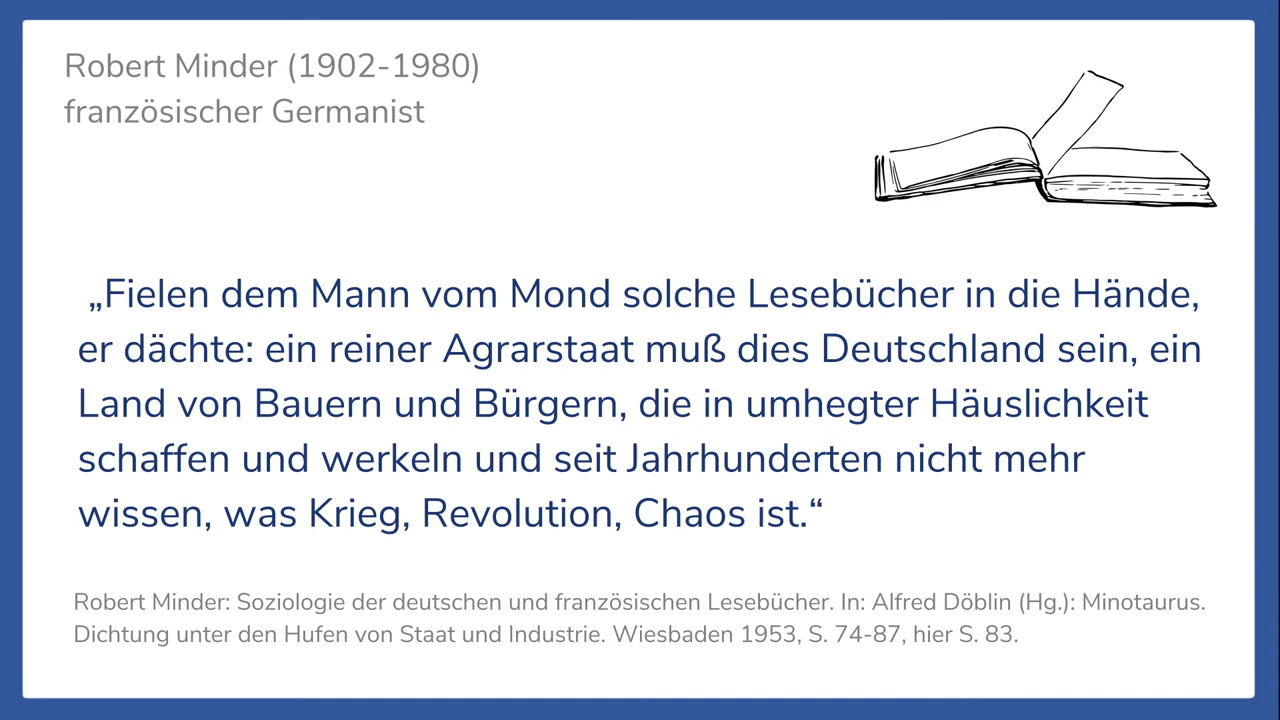 Robert Minder (1902-1980)
französischer Germanist
„Fielen dem Mann vom Mond solche Lesebücher in die Hände,
er dächte: ein reiner Agrarstaat muß dies Deutschland sein, ein
Land von Bauern und Bürgern, die in umhegter Häuslichkeit
schaffen und werkeln und seit Jahrhunderten nicht mehr
wissen, was Krieg, Revolution, Chaos ist.“
Robert Minder: Soziologie der deutschen und französischen Lesebücher. In: Alfred Döblin (Hg.): Minotaurus.
Dichtung unter den Hufen von Staat und Industrie. Wiesbaden 1953, S. 74-87, hier S. 83.